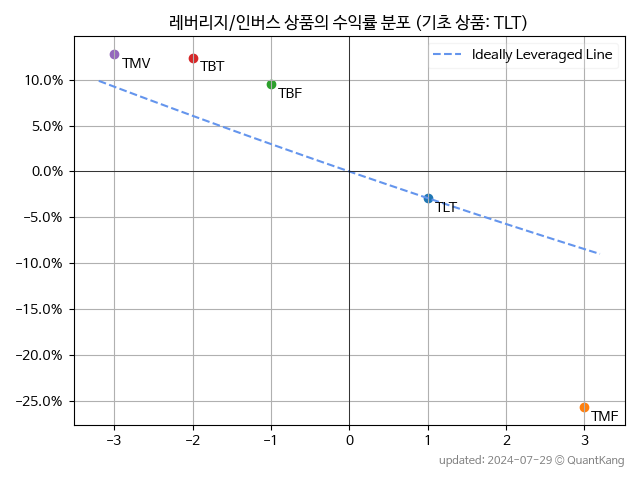 레버리지/인버스 상품의 수익률 분포 (기초 상품: TLT)
Ideally Leveraged Line
TMV
TBT
TBF
TLT
TMF
10.0%
5.0%
0.0%
−5.0%
−10.0%
−15.0%
−20.0%
−25.0%
−3 −2 −1 0 1 2 3
updated: 2024-07-29 © QuantKang